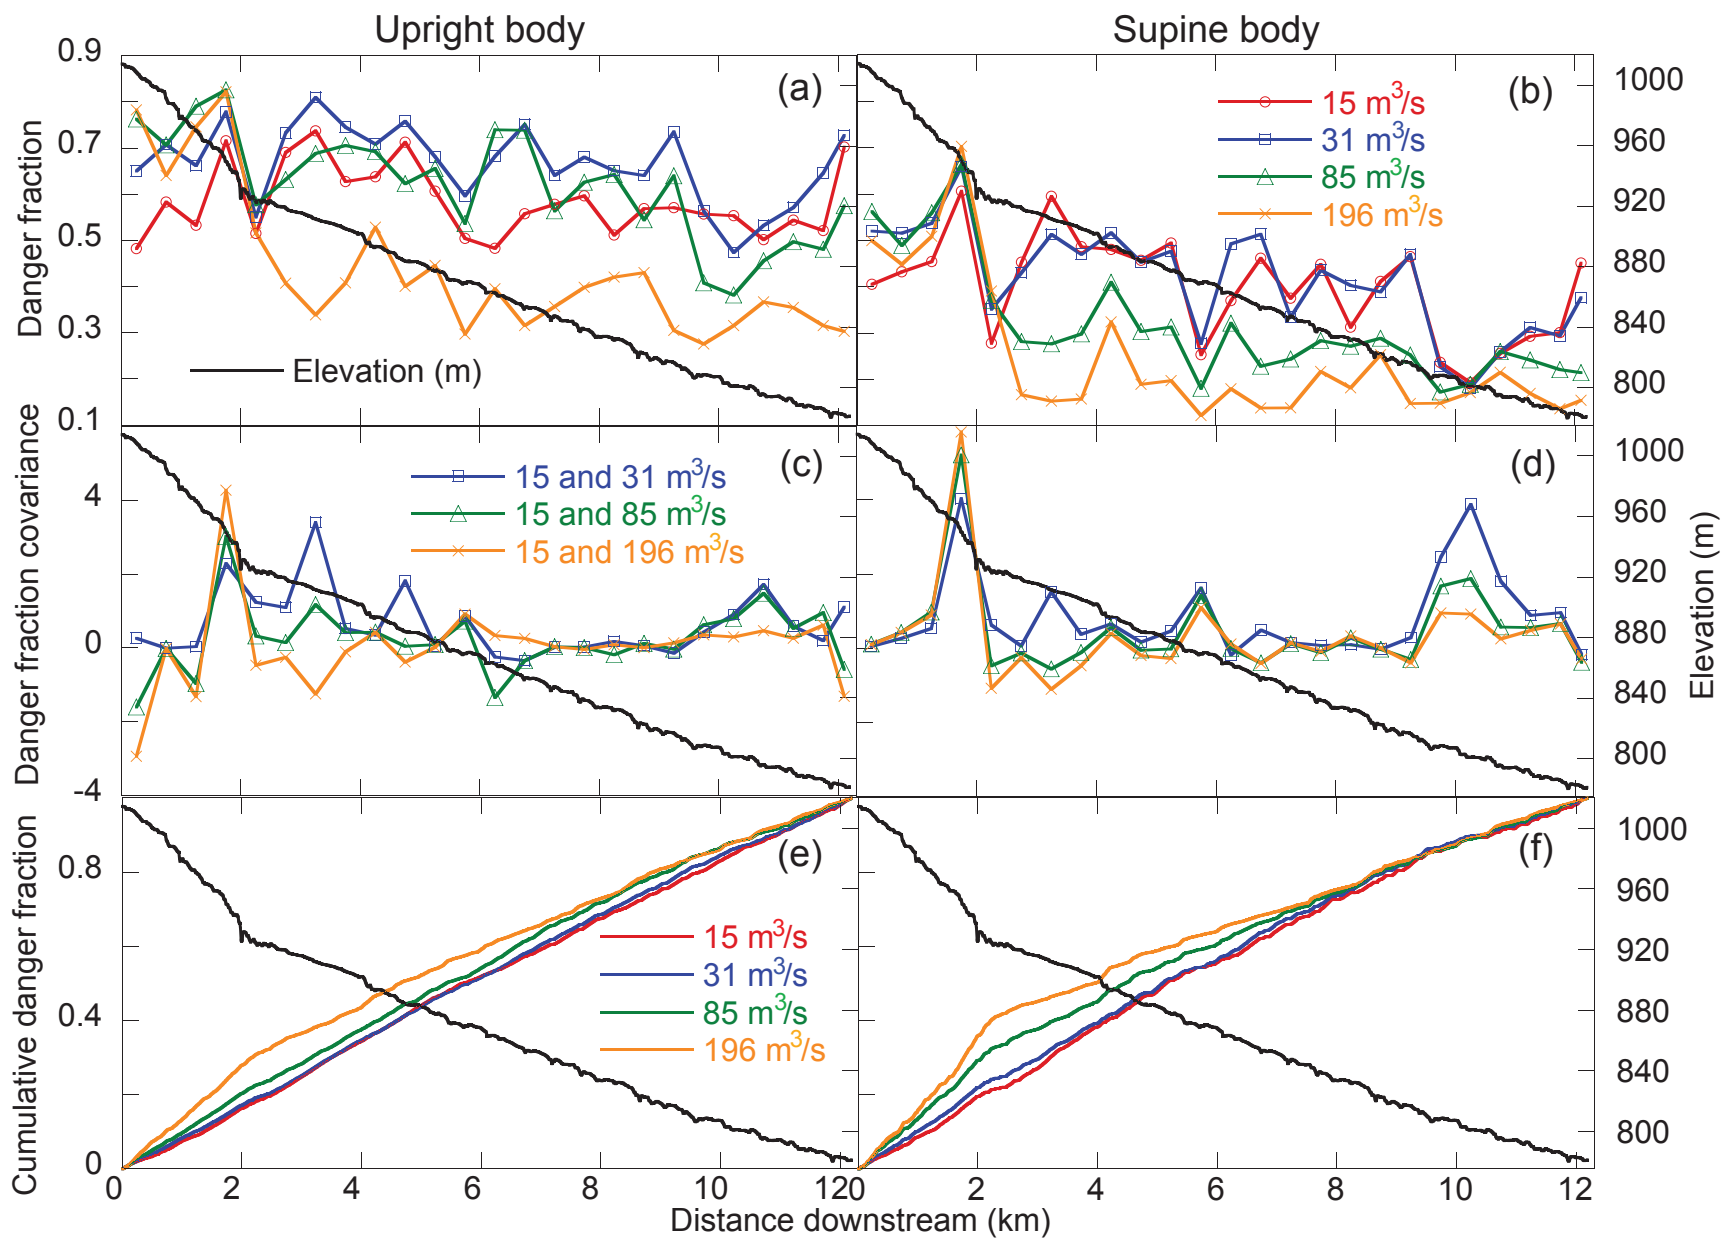 Upright body
Supine body
0.9
0.7
0.5
0.3
0.1
Danger fraction
(a)
Elevation (m)
(b)
15 m³/s
31 m³/s
85 m³/s
196 m³/s
1000
960
920
880
840
800
4
0
-4
Danger fraction covariance
(c)
15 and 31 m³/s
15 and 85 m³/s
15 and 196 m³/s
(d)
1000
960
920
880
840
800
Elevation (m)
0.8
0.4
0
Cumulative danger fraction
(e)
15 m³/s
31 m³/s
85 m³/s
196 m³/s
(f)
1000
960
920
880
840
800
0 2 4 6 8 10 12 0 2 4 6 8 10 12
Distance downstream (km)